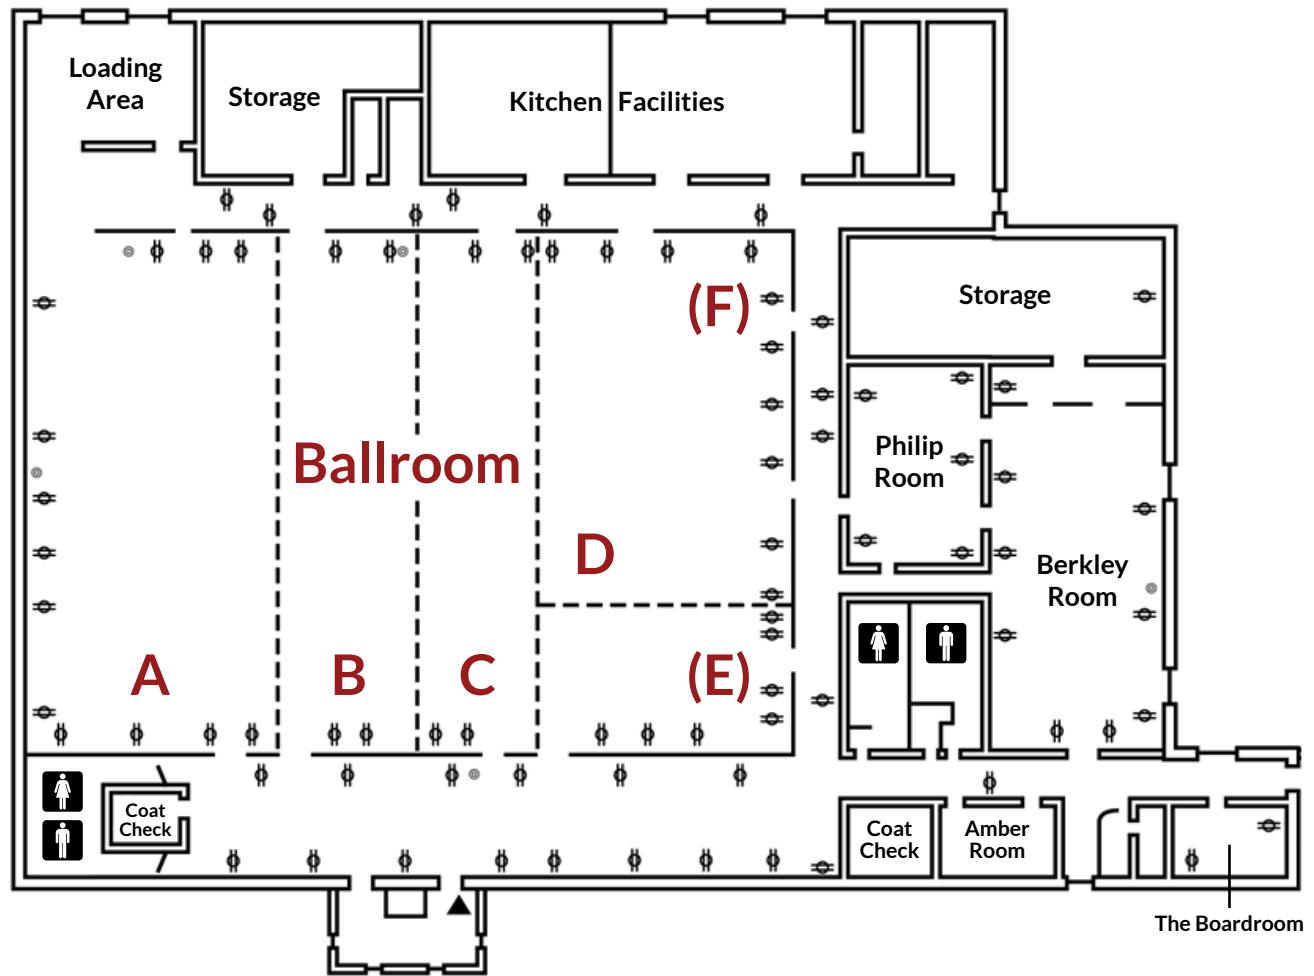 Loading
Area
Storage
Kitchen Facilities
(F)
Storage
Ballroom
Philip
Room
D
Berkley
Room
A
B
C
(E)
Coat
Check
Coat
Check
Amber
Room
The Boardroom